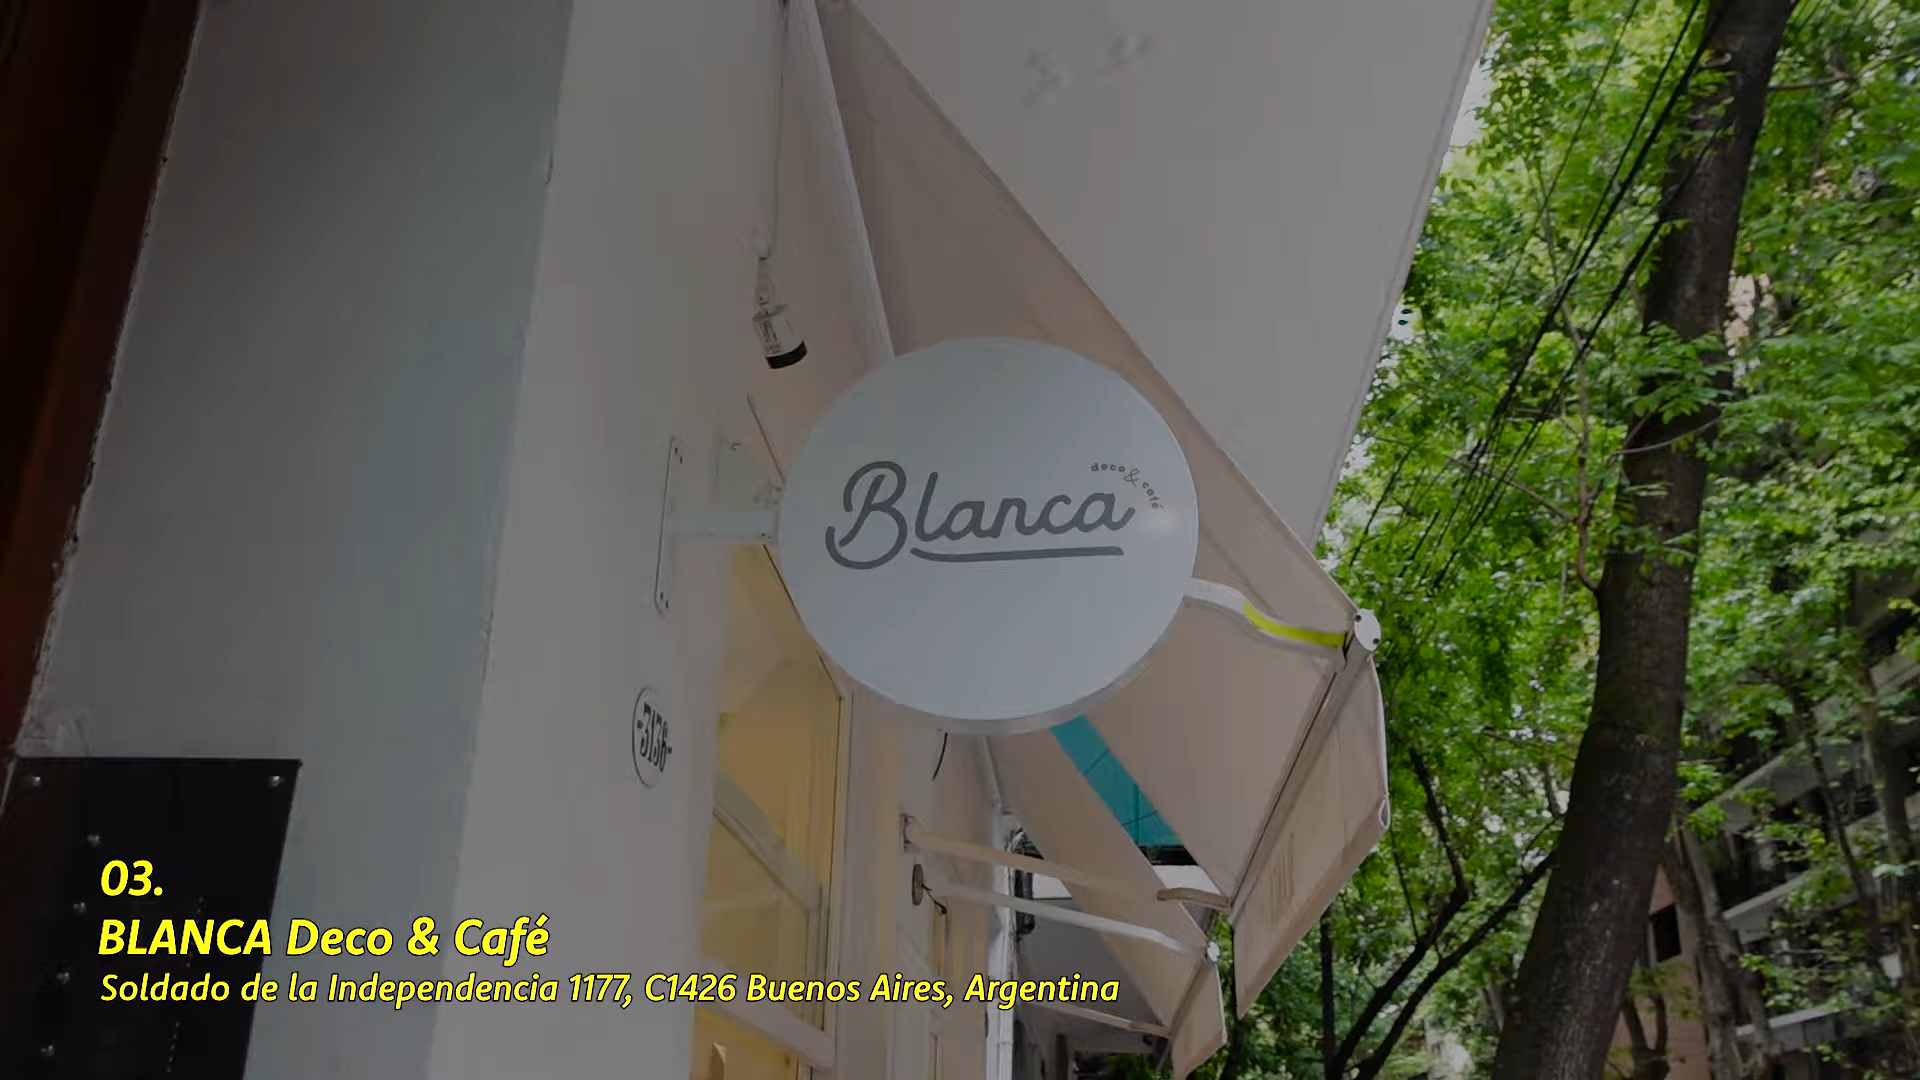 Blanca
deco & café
-3136-
03.
BLANCA Deco & Café
Soldado de la Independencia 1177, C1426 Buenos Aires, Argentina